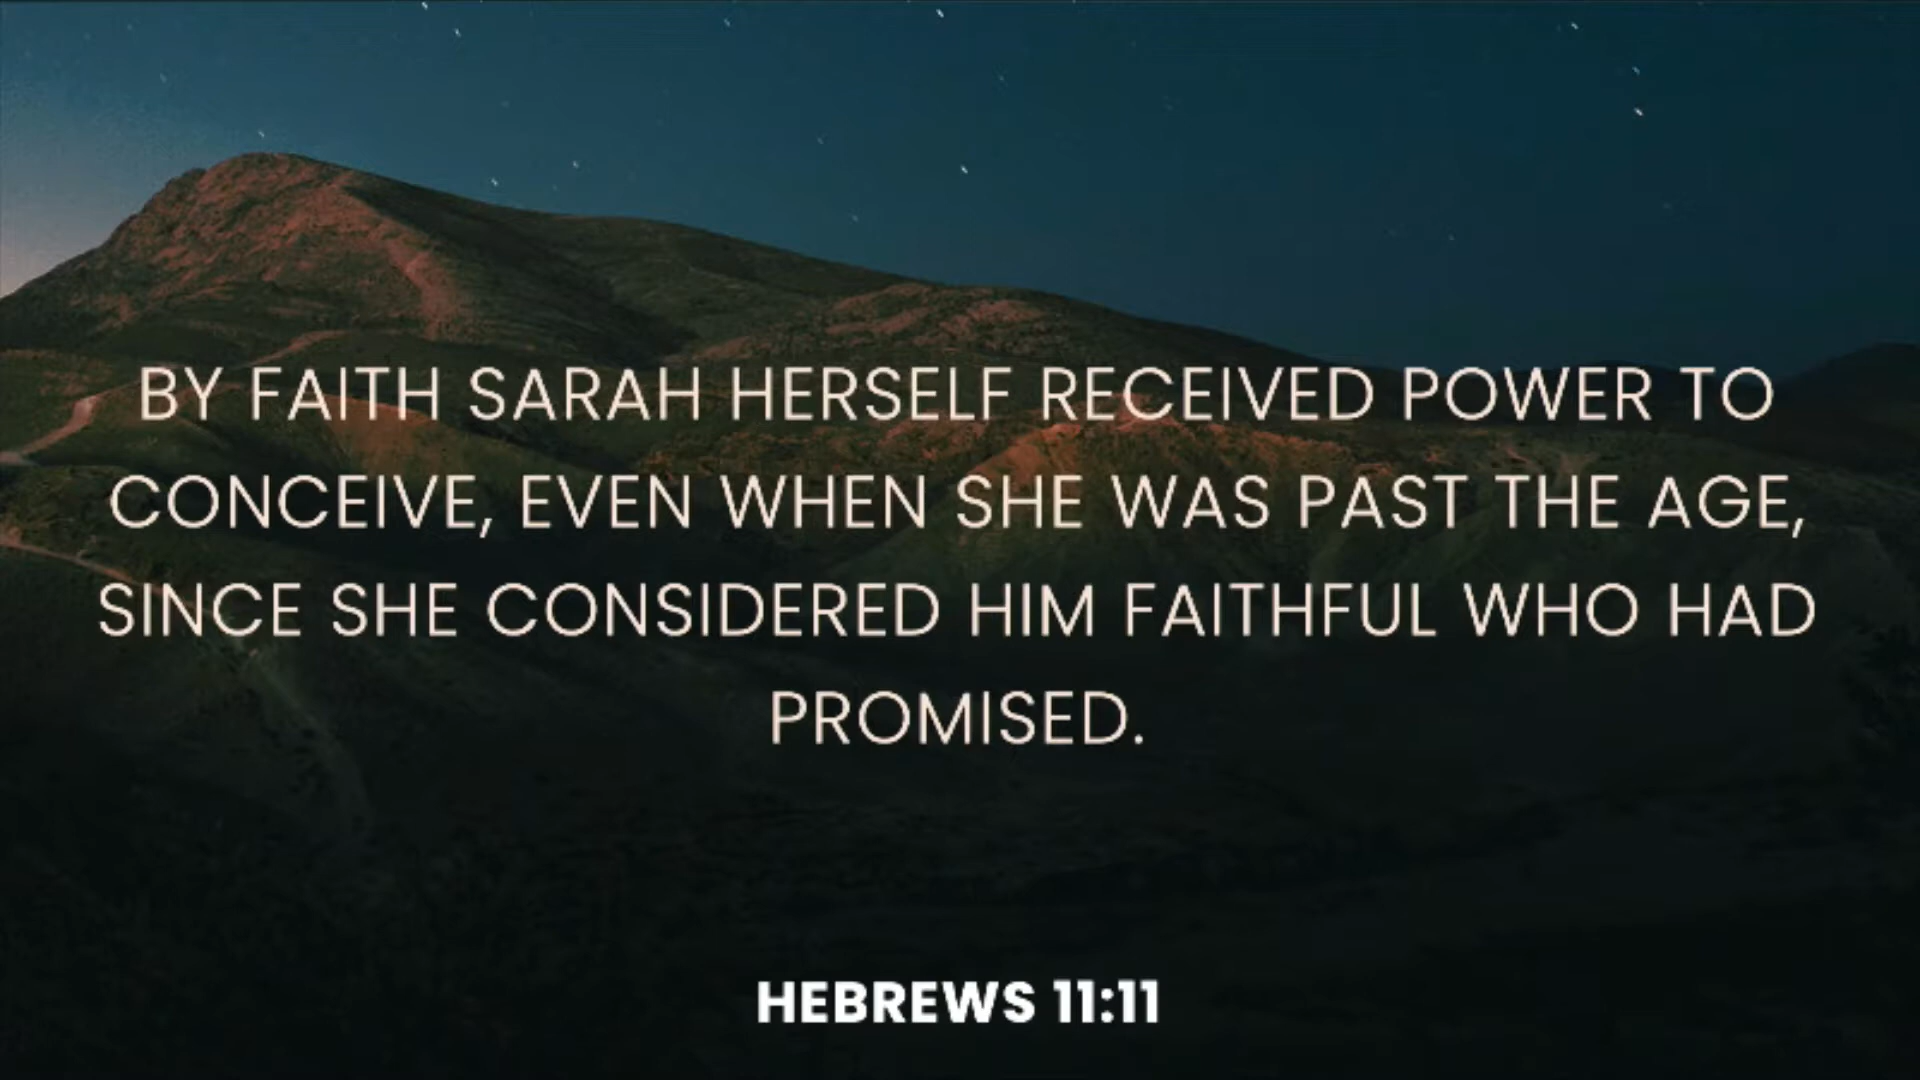 BY FAITH SARAH HERSELF RECEIVED POWER TO
CONCEIVE, EVEN WHEN SHE WAS PAST THE AGE,
SINCE SHE CONSIDERED HIM FAITHFUL WHO HAD
PROMISED.
HEBREWS 11:11